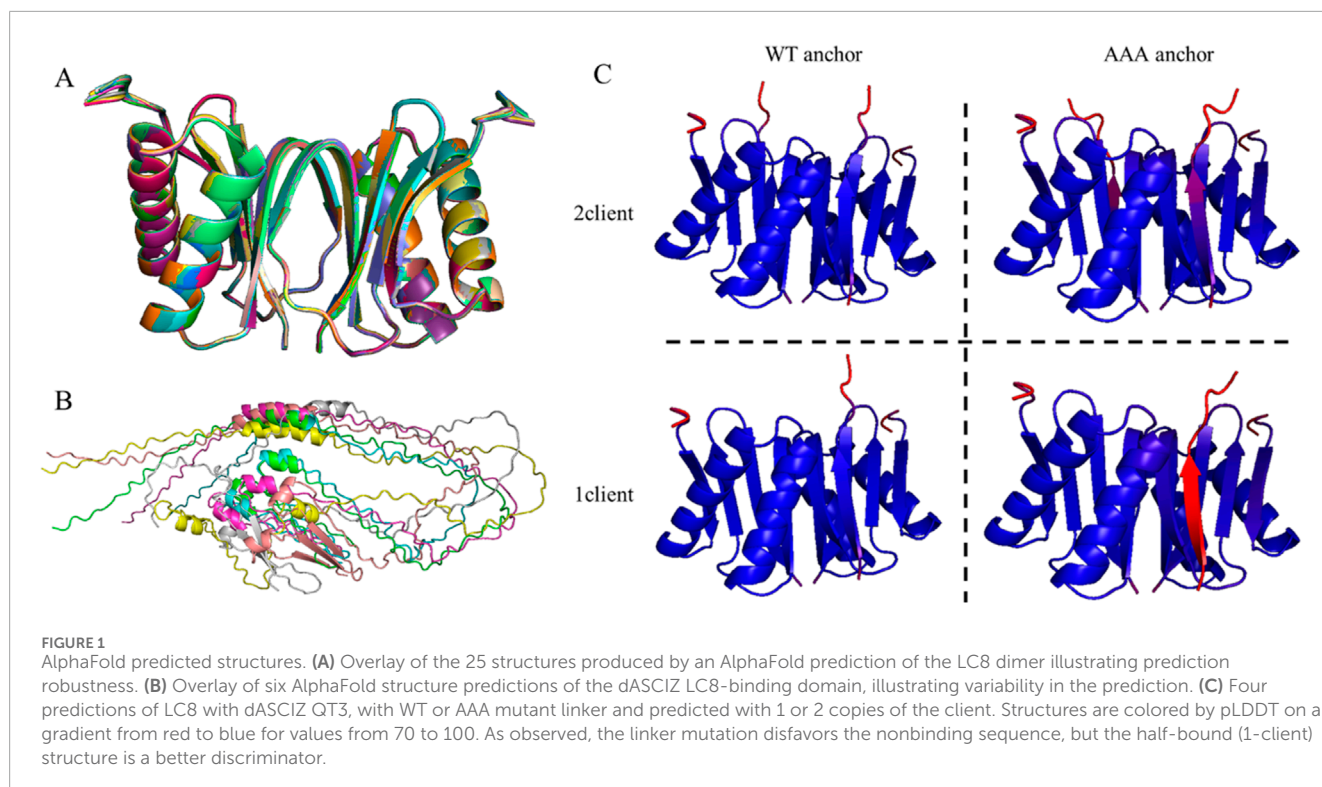 A
C
WT anchor
AAA anchor
2client
B
1client
FIGURE 1
AlphaFold predicted structures. (A) Overlay of the 25 structures produced by an AlphaFold prediction of the LC8 dimer illustrating prediction
robustness. (B) Overlay of six AlphaFold structure predictions of the dASCIZ LC8-binding domain, illustrating variability in the prediction. (C) Four
predictions of LC8 with dASCIZ QT3, with WT or AAA mutant linker and predicted with 1 or 2 copies of the client. Structures are colored by pLDDT on a
gradient from red to blue for values from 70 to 100. As observed, the linker mutation disfavors the nonbinding sequence, but the half-bound (1-client)
structure is a better discriminator.